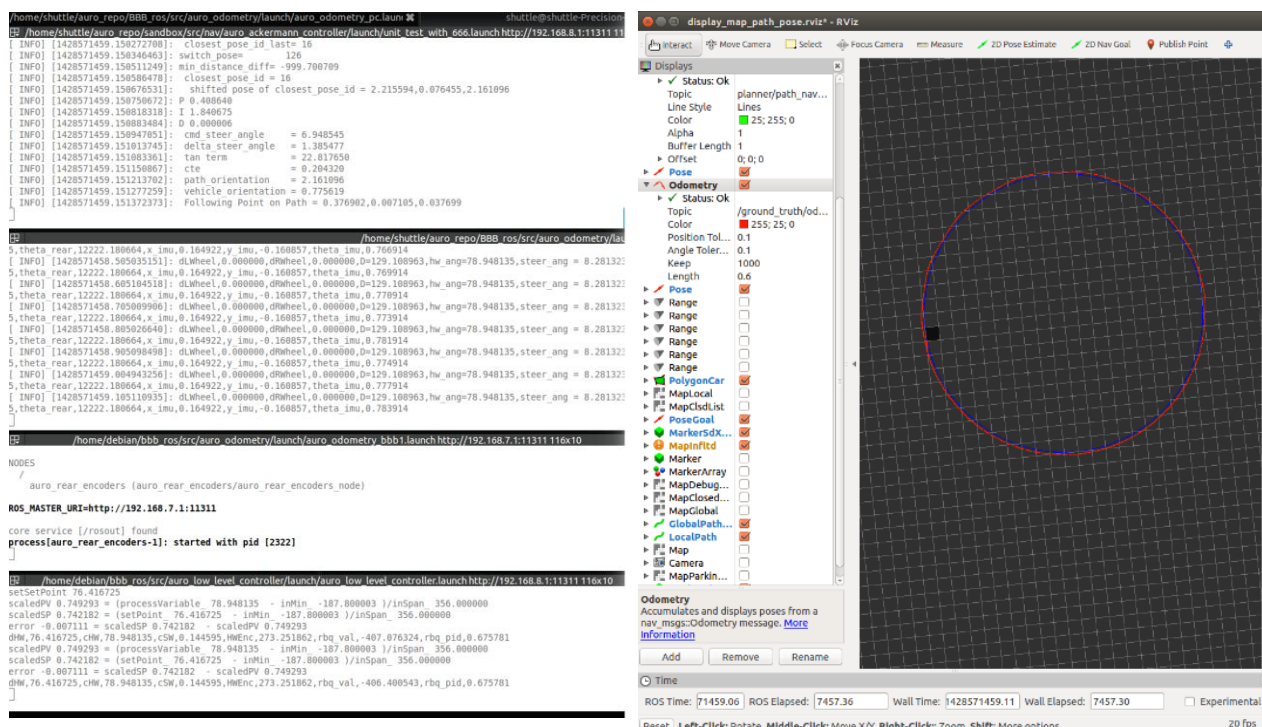 /home/shuttle/auro_repo/BBB_ros/src/auro_odometry/launch/auro_odometry_pc.laun
shuttle@shuttle-Precision-
/home/shuttle/auro_repo/sandbox/src/nav/auro_ackermann_controller/launch/unit_test_with_666.launch http://192.168.8.1:11311 11
[ INFO] [1428571459.150272708]: closest_pose_id_last= 16
[ INFO] [1428571459.150346463]: switch_pose= 126
[ INFO] [1428571459.150511249]: min_distance_diff= -999.700709
[ INFO] [1428571459.150586478]: closest_pose_id = 16
[ INFO] [1428571459.150676531]: shifted pose of closest_pose_id = 2.215594,0.076455,2.161096
[ INFO] [1428571459.150750672]: P 0.408640
[ INFO] [1428571459.150818318]: I 1.840675
[ INFO] [1428571459.150883484]: D 0.000006
[ INFO] [1428571459.150947051]: cmd_steer_angle = 6.948545
[ INFO] [1428571459.151013745]: delta_steer_angle = 1.385477
[ INFO] [1428571459.151083361]: tan term = 22.817650
[ INFO] [1428571459.151150867]: cte = 0.204320
[ INFO] [1428571459.151213702]: path_orientation = 2.161096
[ INFO] [1428571459.151277259]: vehicle_orientation = 0.775619
[ INFO] [1428571459.151372373]: Following Point on Path = 0.376902,0.007105,0.037699
/home/shuttle/auro_repo/BBB_ros/src/auro_odometry/lau
5,theta_rear,12222.180664,x_imu,0.164922,y_imu,-0.160857,theta_imu,0.766914
[ INFO] [1428571458.505035151]: dLWheel,0.000000,dRWheel,0.000000,D=129.108963,hw_ang=78.948135,steer_ang = 8.281323
5,theta_rear,12222.180664,x_imu,0.164922,y_imu,-0.160857,theta_imu,0.766914
[ INFO] [1428571458.605104518]: dLWheel,0.000000,dRWheel,0.000000,D=129.108963,hw_ang=78.948135,steer_ang = 8.281323
5,theta_rear,12222.180664,x_imu,0.164922,y_imu,-0.160857,theta_imu,0.770914
[ INFO] [1428571458.705009906]: dLWheel,0.000000,dRWheel,0.000000,D=129.108963,hw_ang=78.948135,steer_ang = 8.281323
5,theta_rear,12222.180664,x_imu,0.164922,y_imu,-0.160857,theta_imu,0.773914
[ INFO] [1428571458.805026640]: dLWheel,0.000000,dRWheel,0.000000,D=129.108963,hw_ang=78.948135,steer_ang = 8.281323
5,theta_rear,12222.180664,x_imu,0.164922,y_imu,-0.160857,theta_imu,0.781914
[ INFO] [1428571458.905098498]: dLWheel,0.000000,dRWheel,0.000000,D=129.108963,hw_ang=78.948135,steer_ang = 8.281323
5,theta_rear,12222.180664,x_imu,0.164922,y_imu,-0.160857,theta_imu,0.774914
[ INFO] [1428571459.004943256]: dLWheel,0.000000,dRWheel,0.000000,D=129.108963,hw_ang=78.948135,steer_ang = 8.281323
5,theta_rear,12222.180664,x_imu,0.164922,y_imu,-0.160857,theta_imu,0.777914
[ INFO] [1428571459.105110935]: dLWheel,0.000000,dRWheel,0.000000,D=129.108963,hw_ang=78.948135,steer_ang = 8.281323
5,theta_rear,12222.180664,x_imu,0.164922,y_imu,-0.160857,theta_imu,0.783914
/home/debian/bbb_ros/src/auro_odometry/launch/auro_odometry_bbb1.launch http://192.168.7.1:11311 116x10
NODES
/
auro_rear_encoders (auro_rear_encoders/auro_rear_encoders_node)
ROS_MASTER_URI=http://192.168.7.1:11311
core service [/rosout] found
process[auro_rear_encoders-1]: started with pid [2322]
/home/debian/bbb_ros/src/auro_low_level_controller/launch/auro_low_level_controller.launch http://192.168.8.1:11311 116x10
setSetPoint 76.416725
scaledPV 0.749293 = (processVariable_ 78.948135 - inMin_ -187.800003 )/inSpan_ 356.000000
scaledSP 0.742182 = (setPoint_ 76.416725 - inMin_ -187.800003 )/inSpan_ 356.000000
error -0.007111 = scaledSP 0.742182 - scaledPV 0.749293
dHW,76.416725,cHW,78.948135,cSW,0.144595,HWEnc,273.251862,rbq_val,-407.076324,rbq_pid,0.675781
scaledPV 0.749293 = (processVariable_ 78.948135 - inMin_ -187.800003 )/inSpan_ 356.000000
scaledSP 0.742182 = (setPoint_ 76.416725 - inMin_ -187.800003 )/inSpan_ 356.000000
error -0.007111 = scaledSP 0.742182 - scaledPV 0.749293
dHW,76.416725,cHW,78.948135,cSW,0.144595,HWEnc,273.251862,rbq_val,-406.400543,rbq_pid,0.675781
display_map_path_pose.rviz* - RViz
Interact Move Camera Select Focus Camera Measure 2D Pose Estimate 2D Nav Goal Publish Point
Displays
Status: Ok
Topic planner/path_nav...
Line Style Lines
Color 25; 255; 0
Alpha 1
Buffer Length 1
Offset 0; 0; 0
Pose
Odometry
Status: Ok
Topic /ground_truth/od...
Color 255; 25; 0
Position Tol... 0.1
Angle Toler... 0.1
Keep 1000
Length 0.6
Pose
Range
Range
Range
Range
Range
Range
PolygonCar
MapLocal
MapClsdList
PoseGoal
MarkerSdX...
MapInfltd
Marker
MarkerArray
MapDebug...
MapClosed...
MapGlobal
GlobalPath...
LocalPath
Map
Camera
MapParkin...
Odometry
Accumulates and displays poses from a
nav_msgs::Odometry message. More
Information
Add Remove Rename
Time
ROS Time: 71459.06 ROS Elapsed: 7457.36 Wall Time: 1428571459.11 Wall Elapsed: 7457.30 Experimental
Reset Left-Click: Rotate. Middle-Click: Move X/Y. Right-Click:: Zoom. Shift: More options. 20 fps